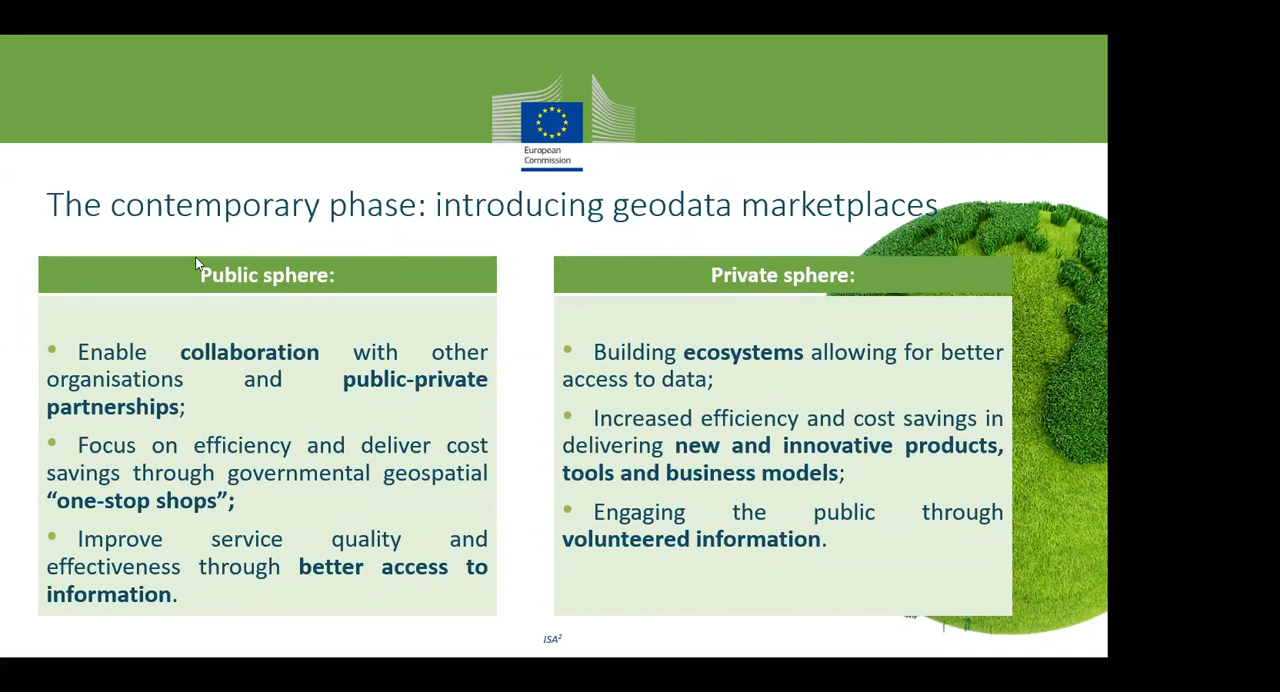 European
Commission
The contemporary phase: introducing geodata marketplaces
Public sphere:
• Enable collaboration with other
organisations and public-private
partnerships;
• Focus on efficiency and deliver cost
savings through governmental geospatial
“one-stop shops”;
• Improve service quality and
effectiveness through better access to
information.
Private sphere:
• Building ecosystems allowing for better
access to data;
• Increased efficiency and cost savings in
delivering new and innovative products,
tools and business models;
• Engaging the public through
volunteered information.
ISA²